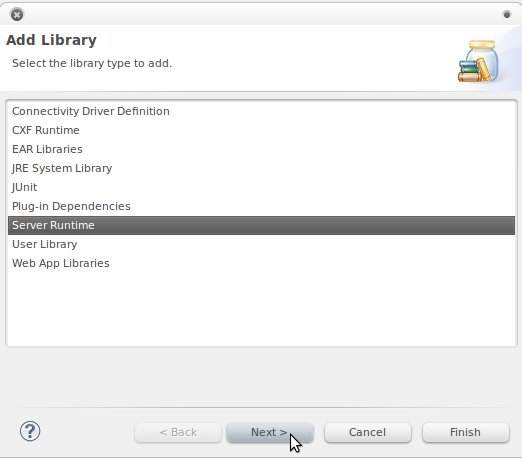 Add Library
Select the library type to add.
Connectivity Driver Definition
CXF Runtime
EAR Libraries
JRE System Library
JUnit
Plug-in Dependencies
Server Runtime
User Library
Web App Libraries
? < Back Next > Cancel Finish